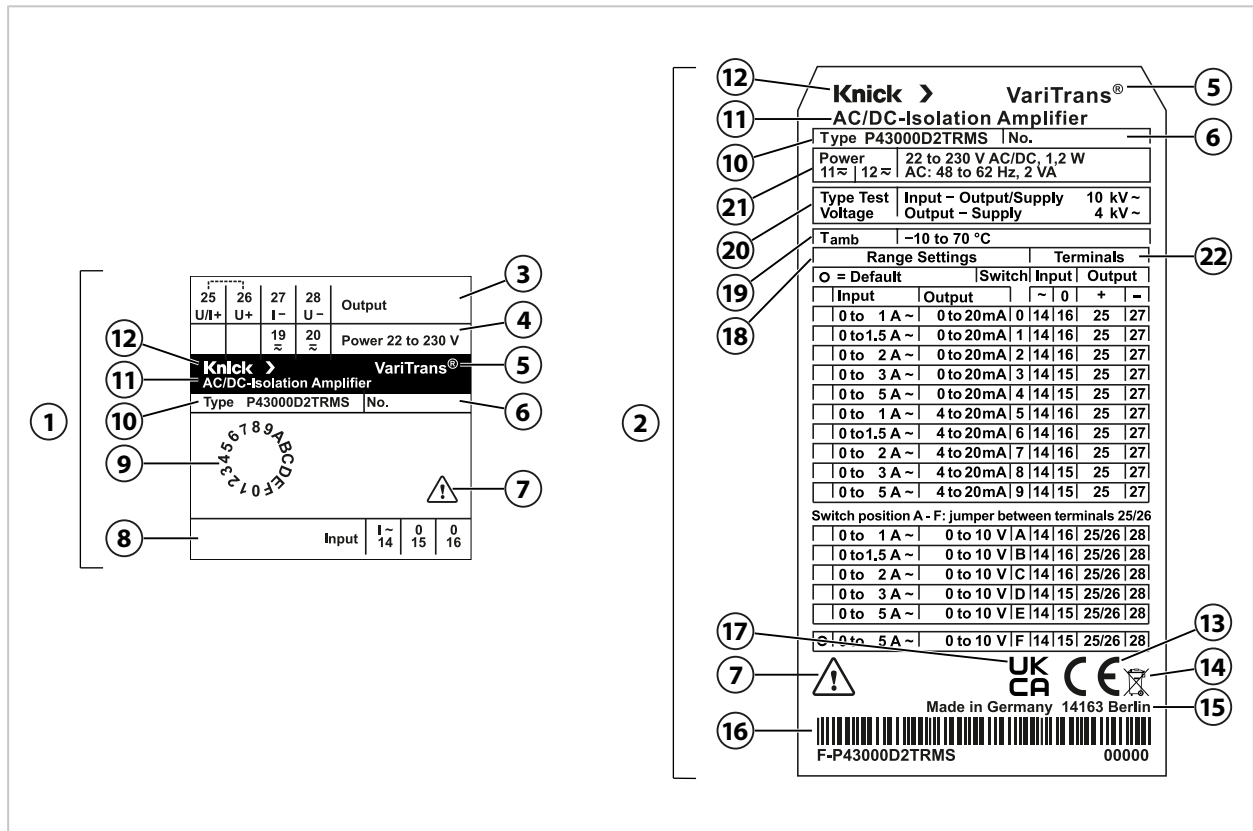 1
25 26 27 28 Output
U/I+ U+ I− U−
19 20 Power 22 to 230 V
≂ ≂
Knick > VariTrans®
AC/DC-Isolation Amplifier
Type P43000D2TRMS No.
0123456789ABCDEF
Input I~ 0 0
14 15 16
3
4
5
6
7
8
9
10
11
12
2
Knick > VariTrans®
AC/DC-Isolation Amplifier
Type P43000D2TRMS No.
Power 22 to 230 V AC/DC, 1,2 W
11≂ 12≂ AC: 48 to 62 Hz, 2 VA
Type Test Input − Output/Supply 10 kV~
Voltage Output − Supply 4 kV~
Tamb −10 to 70 °C
Range Settings Terminals
O = Default Switch Input Output
Input Output ~ 0 + −
0 to 1 A~ 0 to 20mA 0 14 16 25 27
0 to 1.5 A~ 0 to 20mA 1 14 16 25 27
0 to 2 A~ 0 to 20mA 2 14 16 25 27
0 to 3 A~ 0 to 20mA 3 14 15 25 27
0 to 5 A~ 0 to 20mA 4 14 15 25 27
0 to 1 A~ 4 to 20mA 5 14 16 25 27
0 to 1.5 A~ 4 to 20mA 6 14 16 25 27
0 to 2 A~ 4 to 20mA 7 14 16 25 27
0 to 3 A~ 4 to 20mA 8 14 15 25 27
0 to 5 A~ 4 to 20mA 9 14 15 25 27
Switch position A - F: jumper between terminals 25/26
0 to 1 A~ 0 to 10 V A 14 16 25/26 28
0 to 1.5 A~ 0 to 10 V B 14 16 25/26 28
0 to 2 A~ 0 to 10 V C 14 16 25/26 28
0 to 3 A~ 0 to 10 V D 14 15 25/26 28
0 to 5 A~ 0 to 10 V E 14 15 25/26 28
O 0 to 5 A~ 0 to 10 V F 14 15 25/26 28
UK
CA CE
Made in Germany 14163 Berlin
F-P43000D2TRMS 00000
12
11
10
21
20
19
18
17
7
16
5
6
22
13
14
15